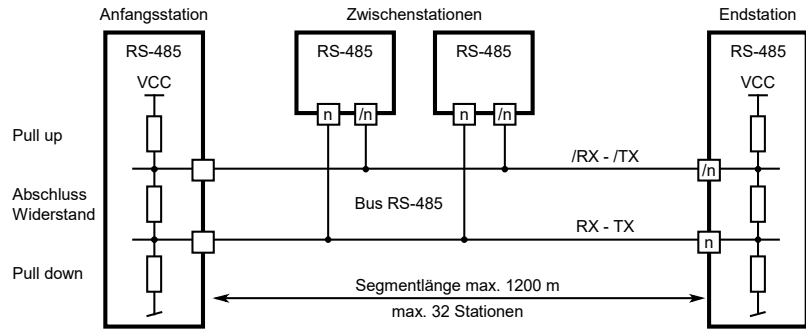 Anfangsstation
Zwischenstationen
Endstation
RS-485
RS-485
RS-485
RS-485
VCC
VCC
n
/n
n
/n
Pull up
/RX - /TX
/n
Abschluss
Widerstand
Bus RS-485
RX - TX
n
Pull down
Segmentlänge max. 1200 m
max. 32 Stationen